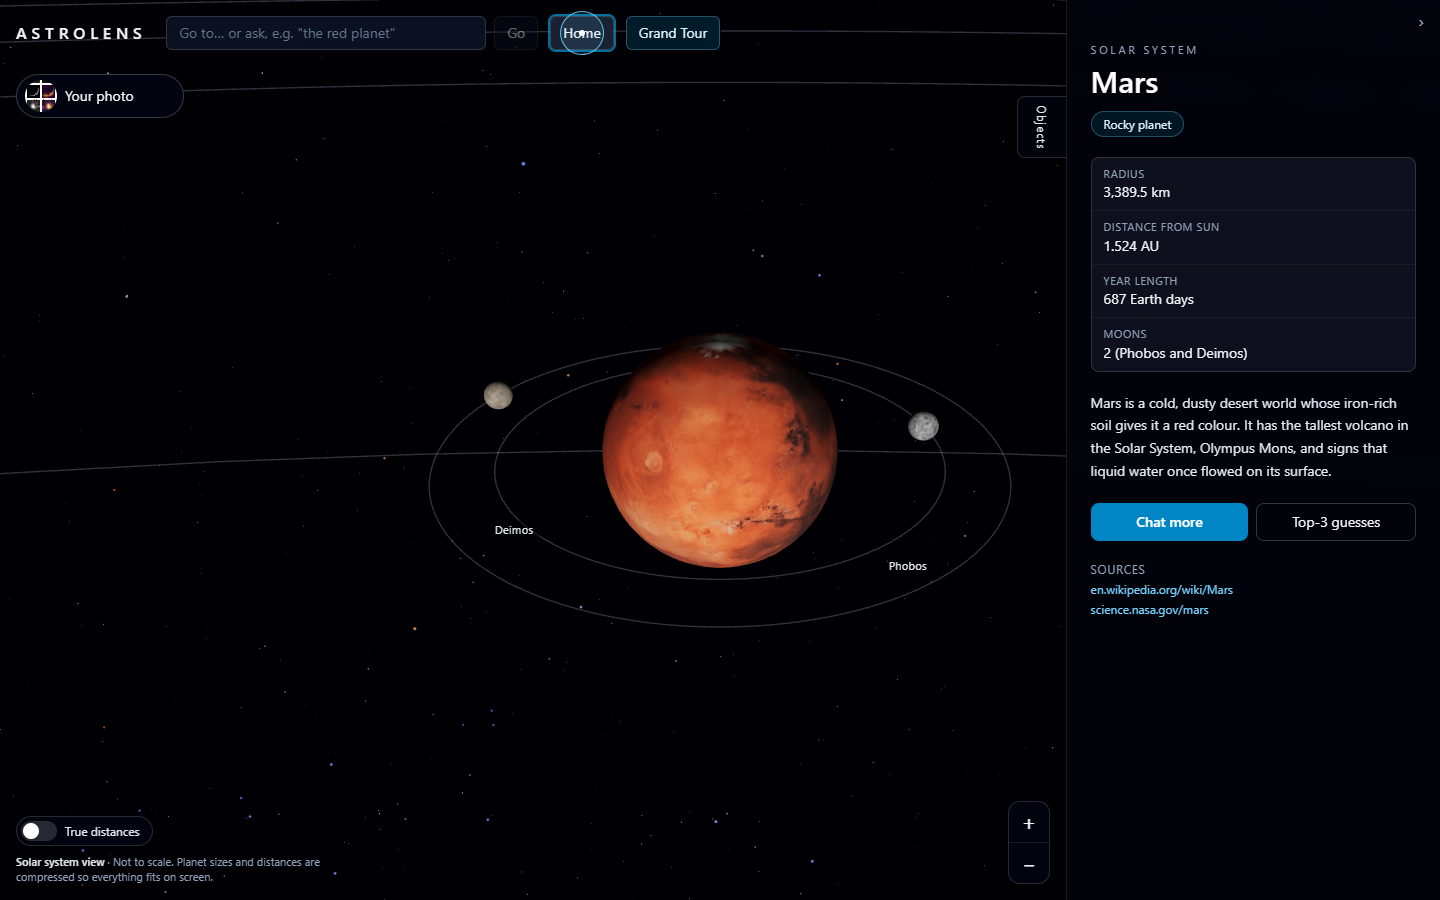 ASTROLENS
Go to... or ask, e.g. "the red planet"
Go
Home
Grand Tour
Your photo
Objects
Deimos
Phobos
True distances
Solar system view · Not to scale. Planet sizes and distances are
compressed so everything fits on screen.
+
−
›
SOLAR SYSTEM
Mars
Rocky planet
RADIUS
3,389.5 km
DISTANCE FROM SUN
1.524 AU
YEAR LENGTH
687 Earth days
MOONS
2 (Phobos and Deimos)
Mars is a cold, dusty desert world whose iron-rich
soil gives it a red colour. It has the tallest volcano in
the Solar System, Olympus Mons, and signs that
liquid water once flowed on its surface.
Chat more
Top-3 guesses
SOURCES
en.wikipedia.org/wiki/Mars
science.nasa.gov/mars